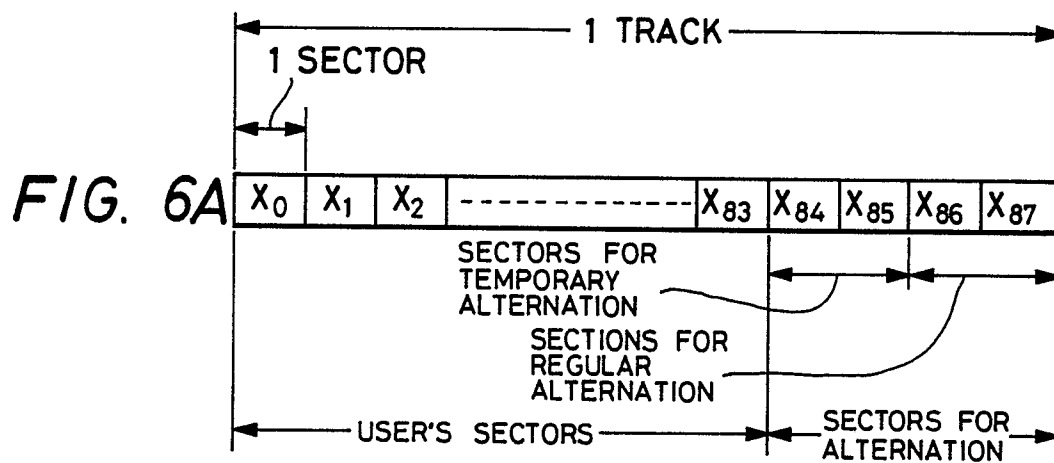 1 TRACK
1 SECTOR
FIG. 6A
X0 X1 X2 X83 X84 X85 X86 X87
SECTORS FOR
TEMPORARY
ALTERNATION
SECTIONS FOR
REGULAR
ALTERNATION
USER'S SECTORS
SECTORS FOR
ALTERNATION